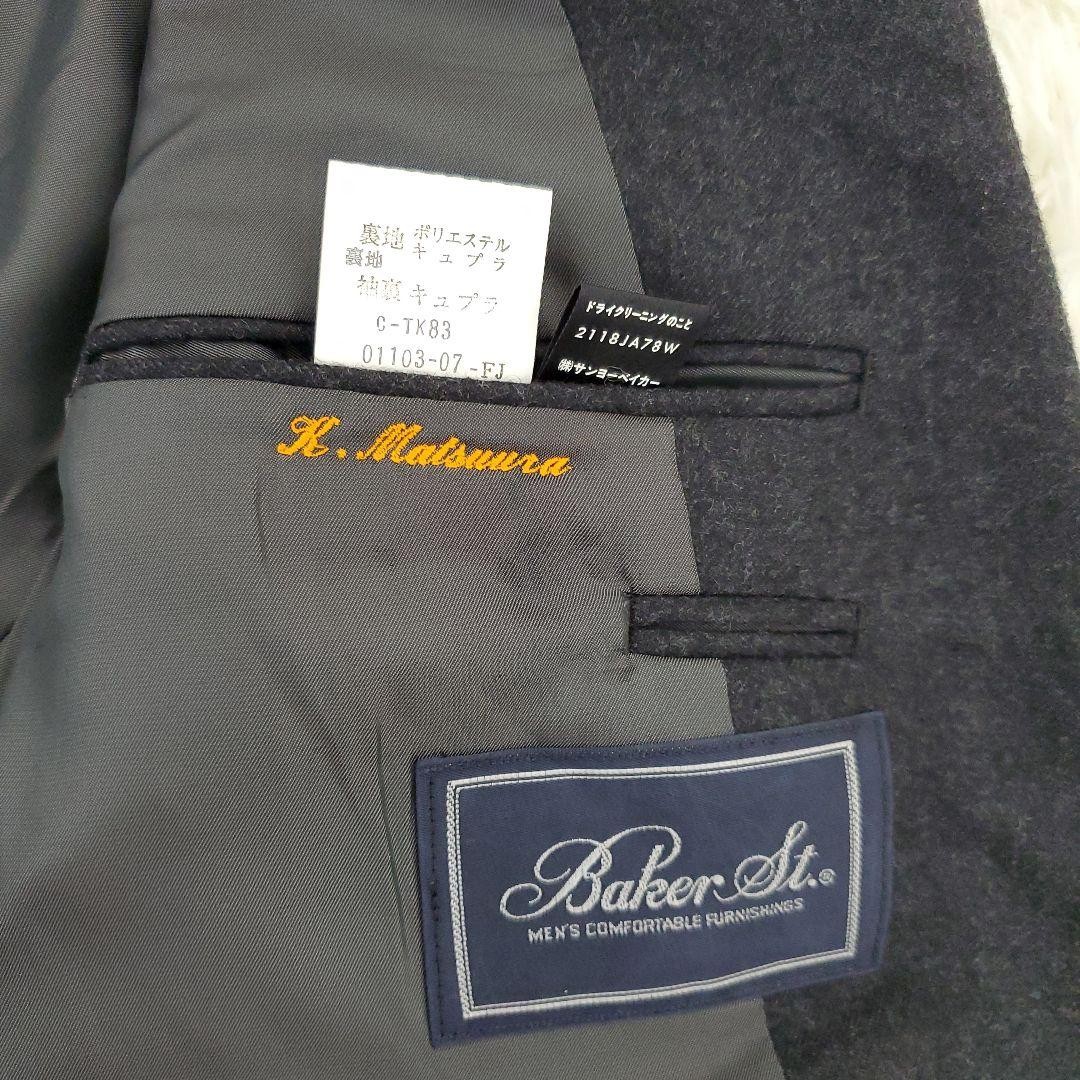 裏地 ポリエステル
裏地 キュプラ
袖裏 キュプラ
C-TK83
01103-07-FJ
ドライクリーニングのこと
2118JA78W
㈱サンヨーベイカー
K. Matsuura
Baker St.®
MEN'S COMFORTABLE FURNISHINGS